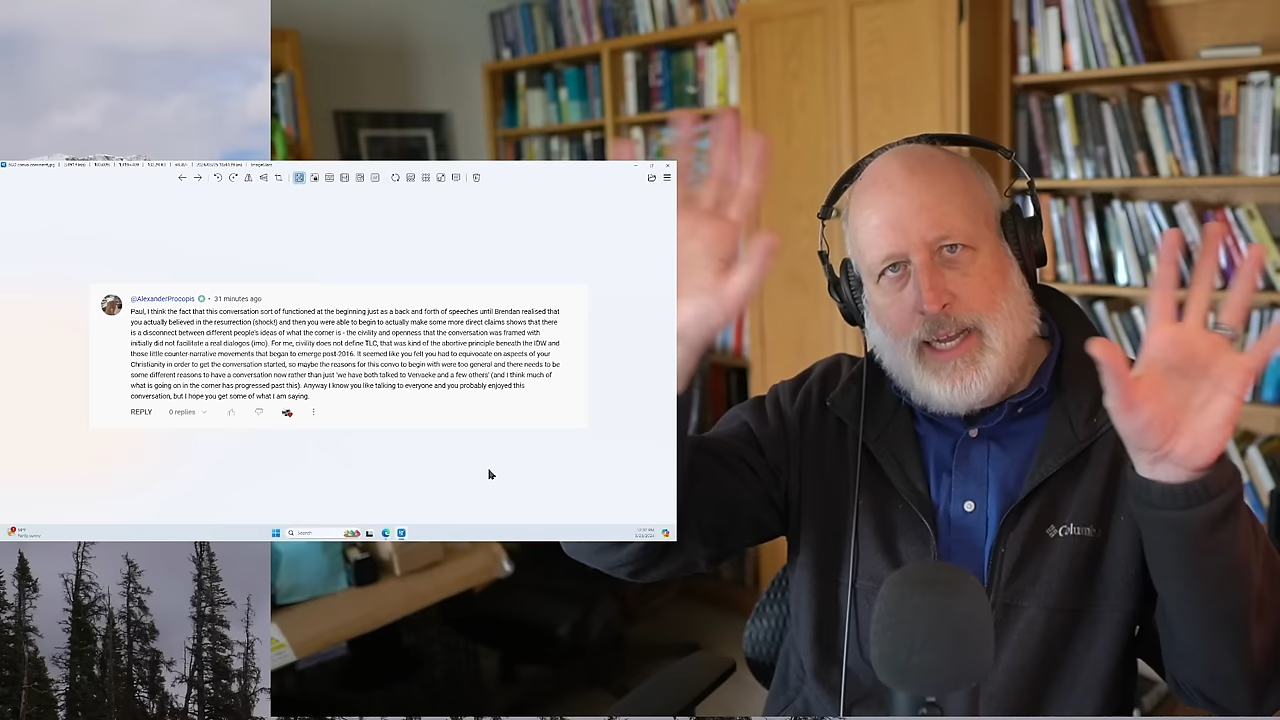 @AlexanderProcopis • 31 minutes ago
Paul, I think the fact that this conversation sort of functioned at the beginning just as a back and forth of speeches until Brendan realised that
you actually believed in the resurrection (shock!) and then you were able to begin to actually make some more direct claims shows that there
is a disconnect between different people's ideas of what the corner is - the civility and openness that the conversation was framed with
initially did not facilitate a real dialogos (imo). For me, civility does not define TLC, that was kind of the abortive principle beneath the IDW and
those little counter-narrative movements that began to emerge post-2016. It seemed like you felt you had to equivocate on aspects of your
Christianity in order to get the conversation started, so maybe the reasons for this convo to begin with were too general and there needs to be
some different reasons to have a conversation now rather than just 'we have both talked to Vervaeke and a few others' (and I think much of
what is going on in the corner has progressed past this). Anyway I know you like talking to everyone and you probably enjoyed this
conversation, but I hope you get some of what I am saying.
REPLY 0 replies
Search
Columbia